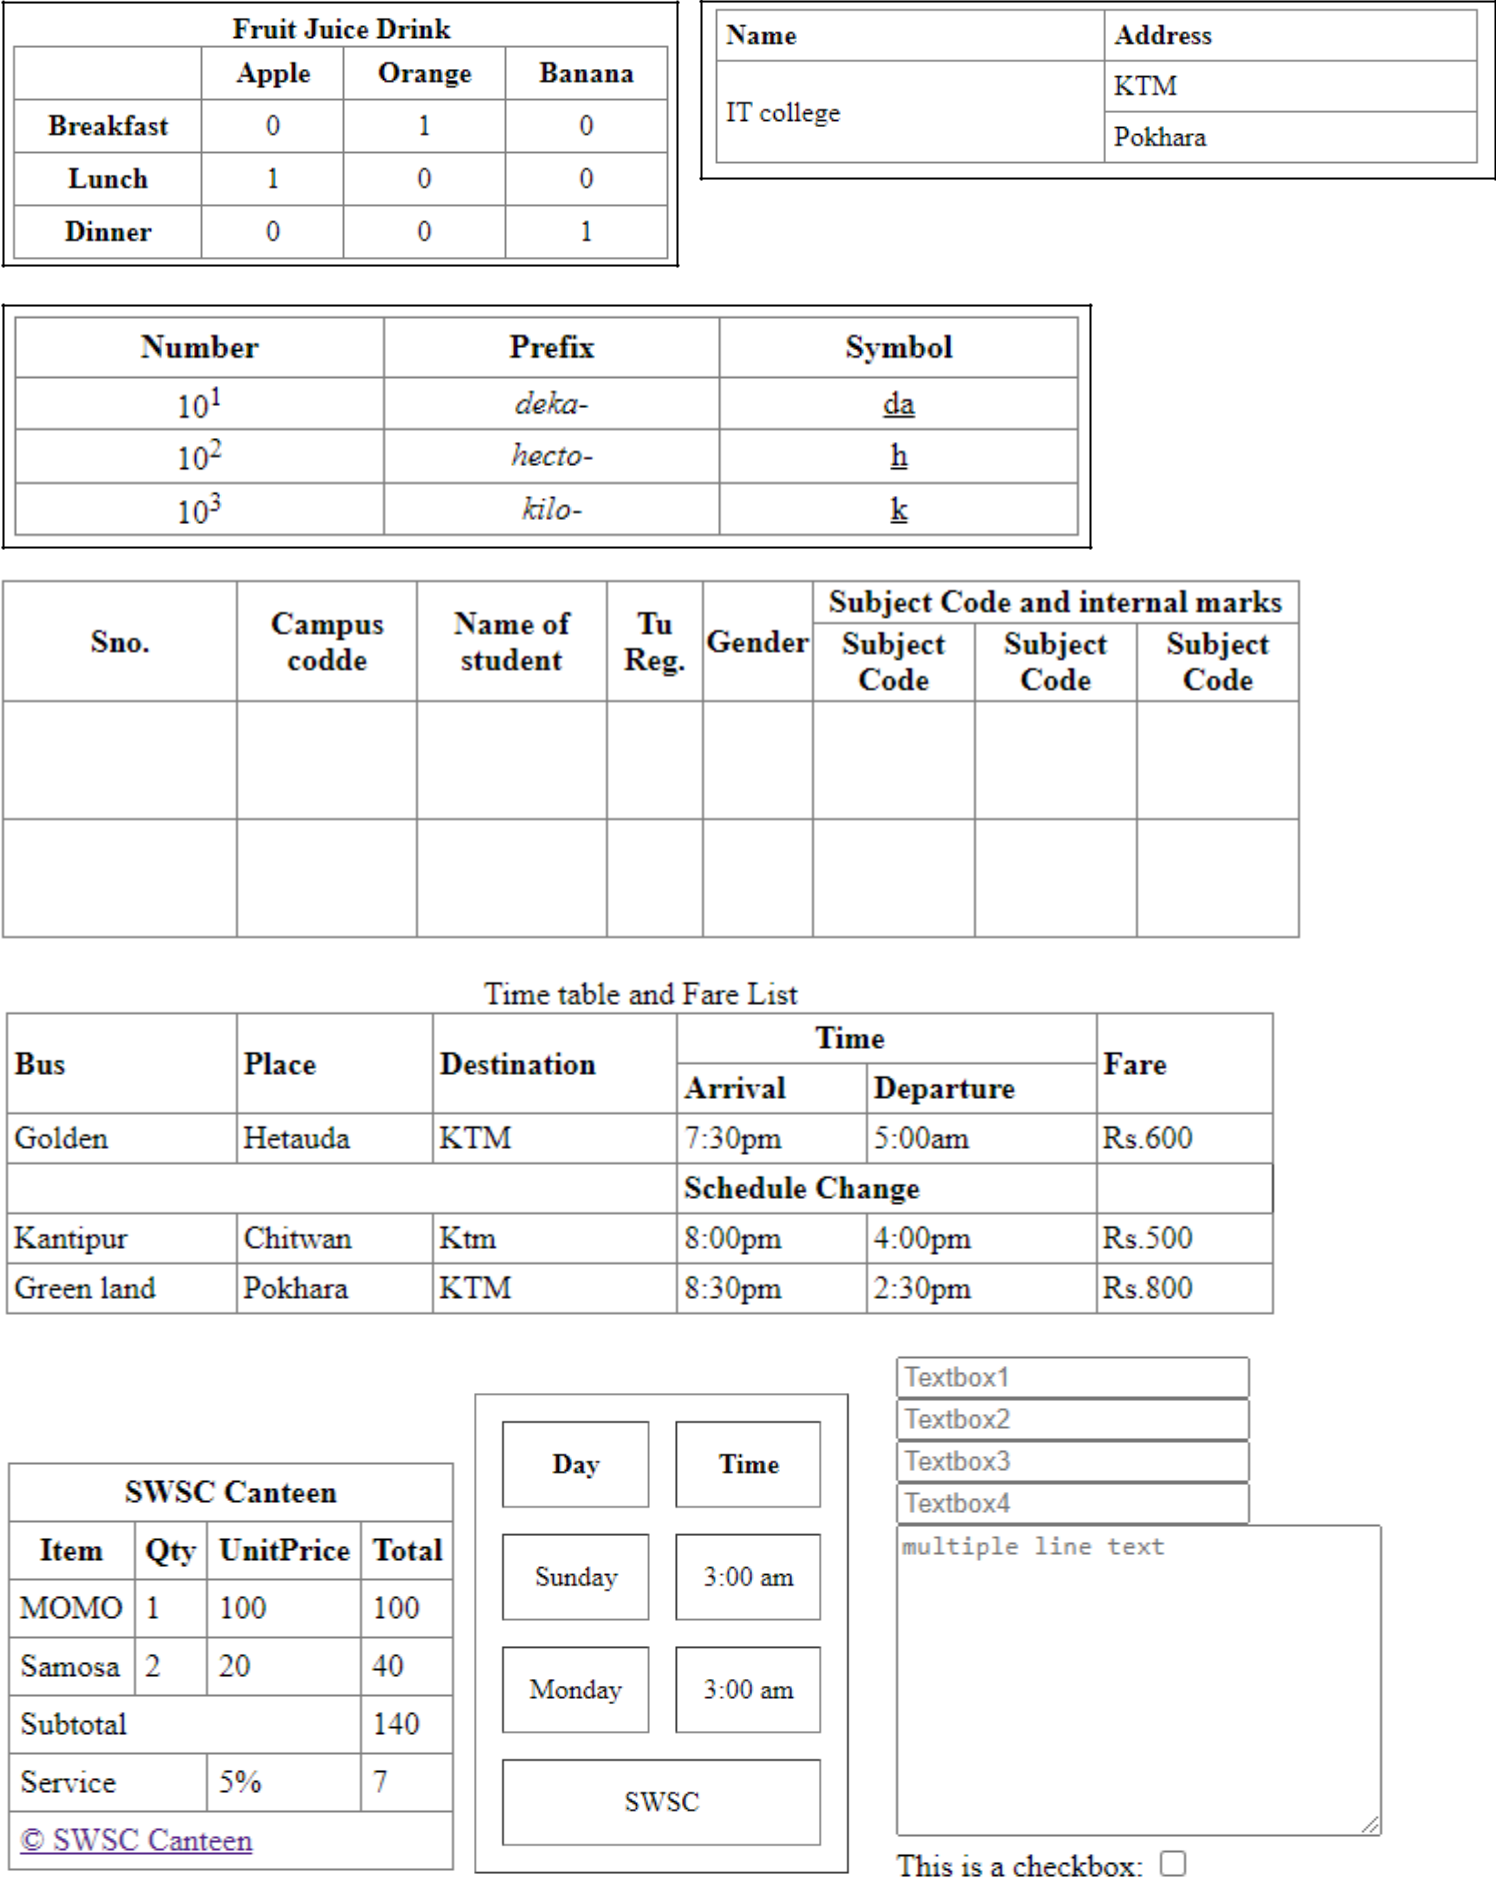 Fruit Juice Drink
Apple Orange Banana
Breakfast 0 1 0
Lunch 1 0 0
Dinner 0 0 1
Name Address
IT college KTM
Pokhara
Number Prefix Symbol
10¹ deka- da
10² hecto- h
10³ kilo- k
Sno. Campus codde Name of student Tu Reg. Gender Subject Code and internal marks
Subject Code Subject Code Subject Code
Time table and Fare List
Bus Place Destination Time Fare
Arrival Departure
Golden Hetauda KTM 7:30pm 5:00am Rs.600
Schedule Change
Kantipur Chitwan Ktm 8:00pm 4:00pm Rs.500
Green land Pokhara KTM 8:30pm 2:30pm Rs.800
SWSC Canteen
Item Qty UnitPrice Total
MOMO 1 100 100
Samosa 2 20 40
Subtotal 140
Service 5% 7
© SWSC Canteen
Day Time
Sunday 3:00 am
Monday 3:00 am
SWSC
Textbox1
Textbox2
Textbox3
Textbox4
multiple line text
This is a checkbox: